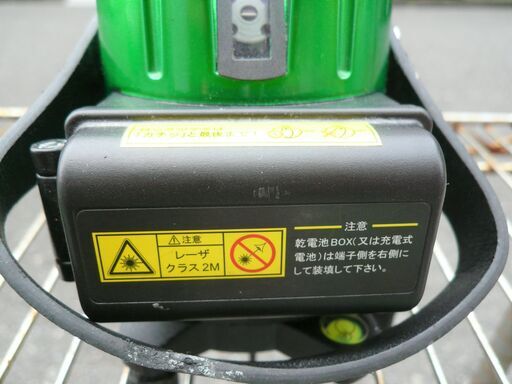 注意
レーザ
クラス2M
注意
乾電池BOX(又は充電式
電池)は端子側を右側に
して装填して下さい。